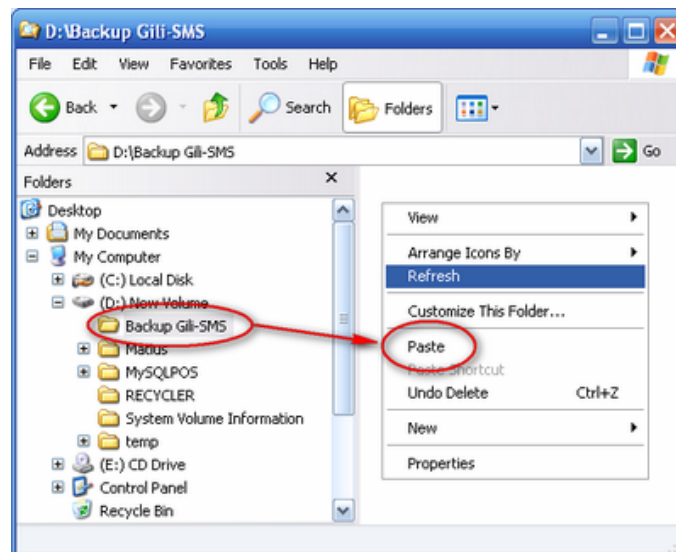 D:\Backup Gili-SMS
File Edit View Favorites Tools Help
Back Search Folders
Address D:\Backup Gili-SMS Go
Folders
Desktop
My Documents
My Computer
(C:) Local Disk
(D:) New Volume
Backup Gili-SMS
Matius
MySQLPOS
RECYCLER
System Volume Information
temp
(E:) CD Drive
Control Panel
Recycle Bin
View
Arrange Icons By
Refresh
Customize This Folder...
Paste
Paste Shortcut
Undo Delete Ctrl+Z
New
Properties